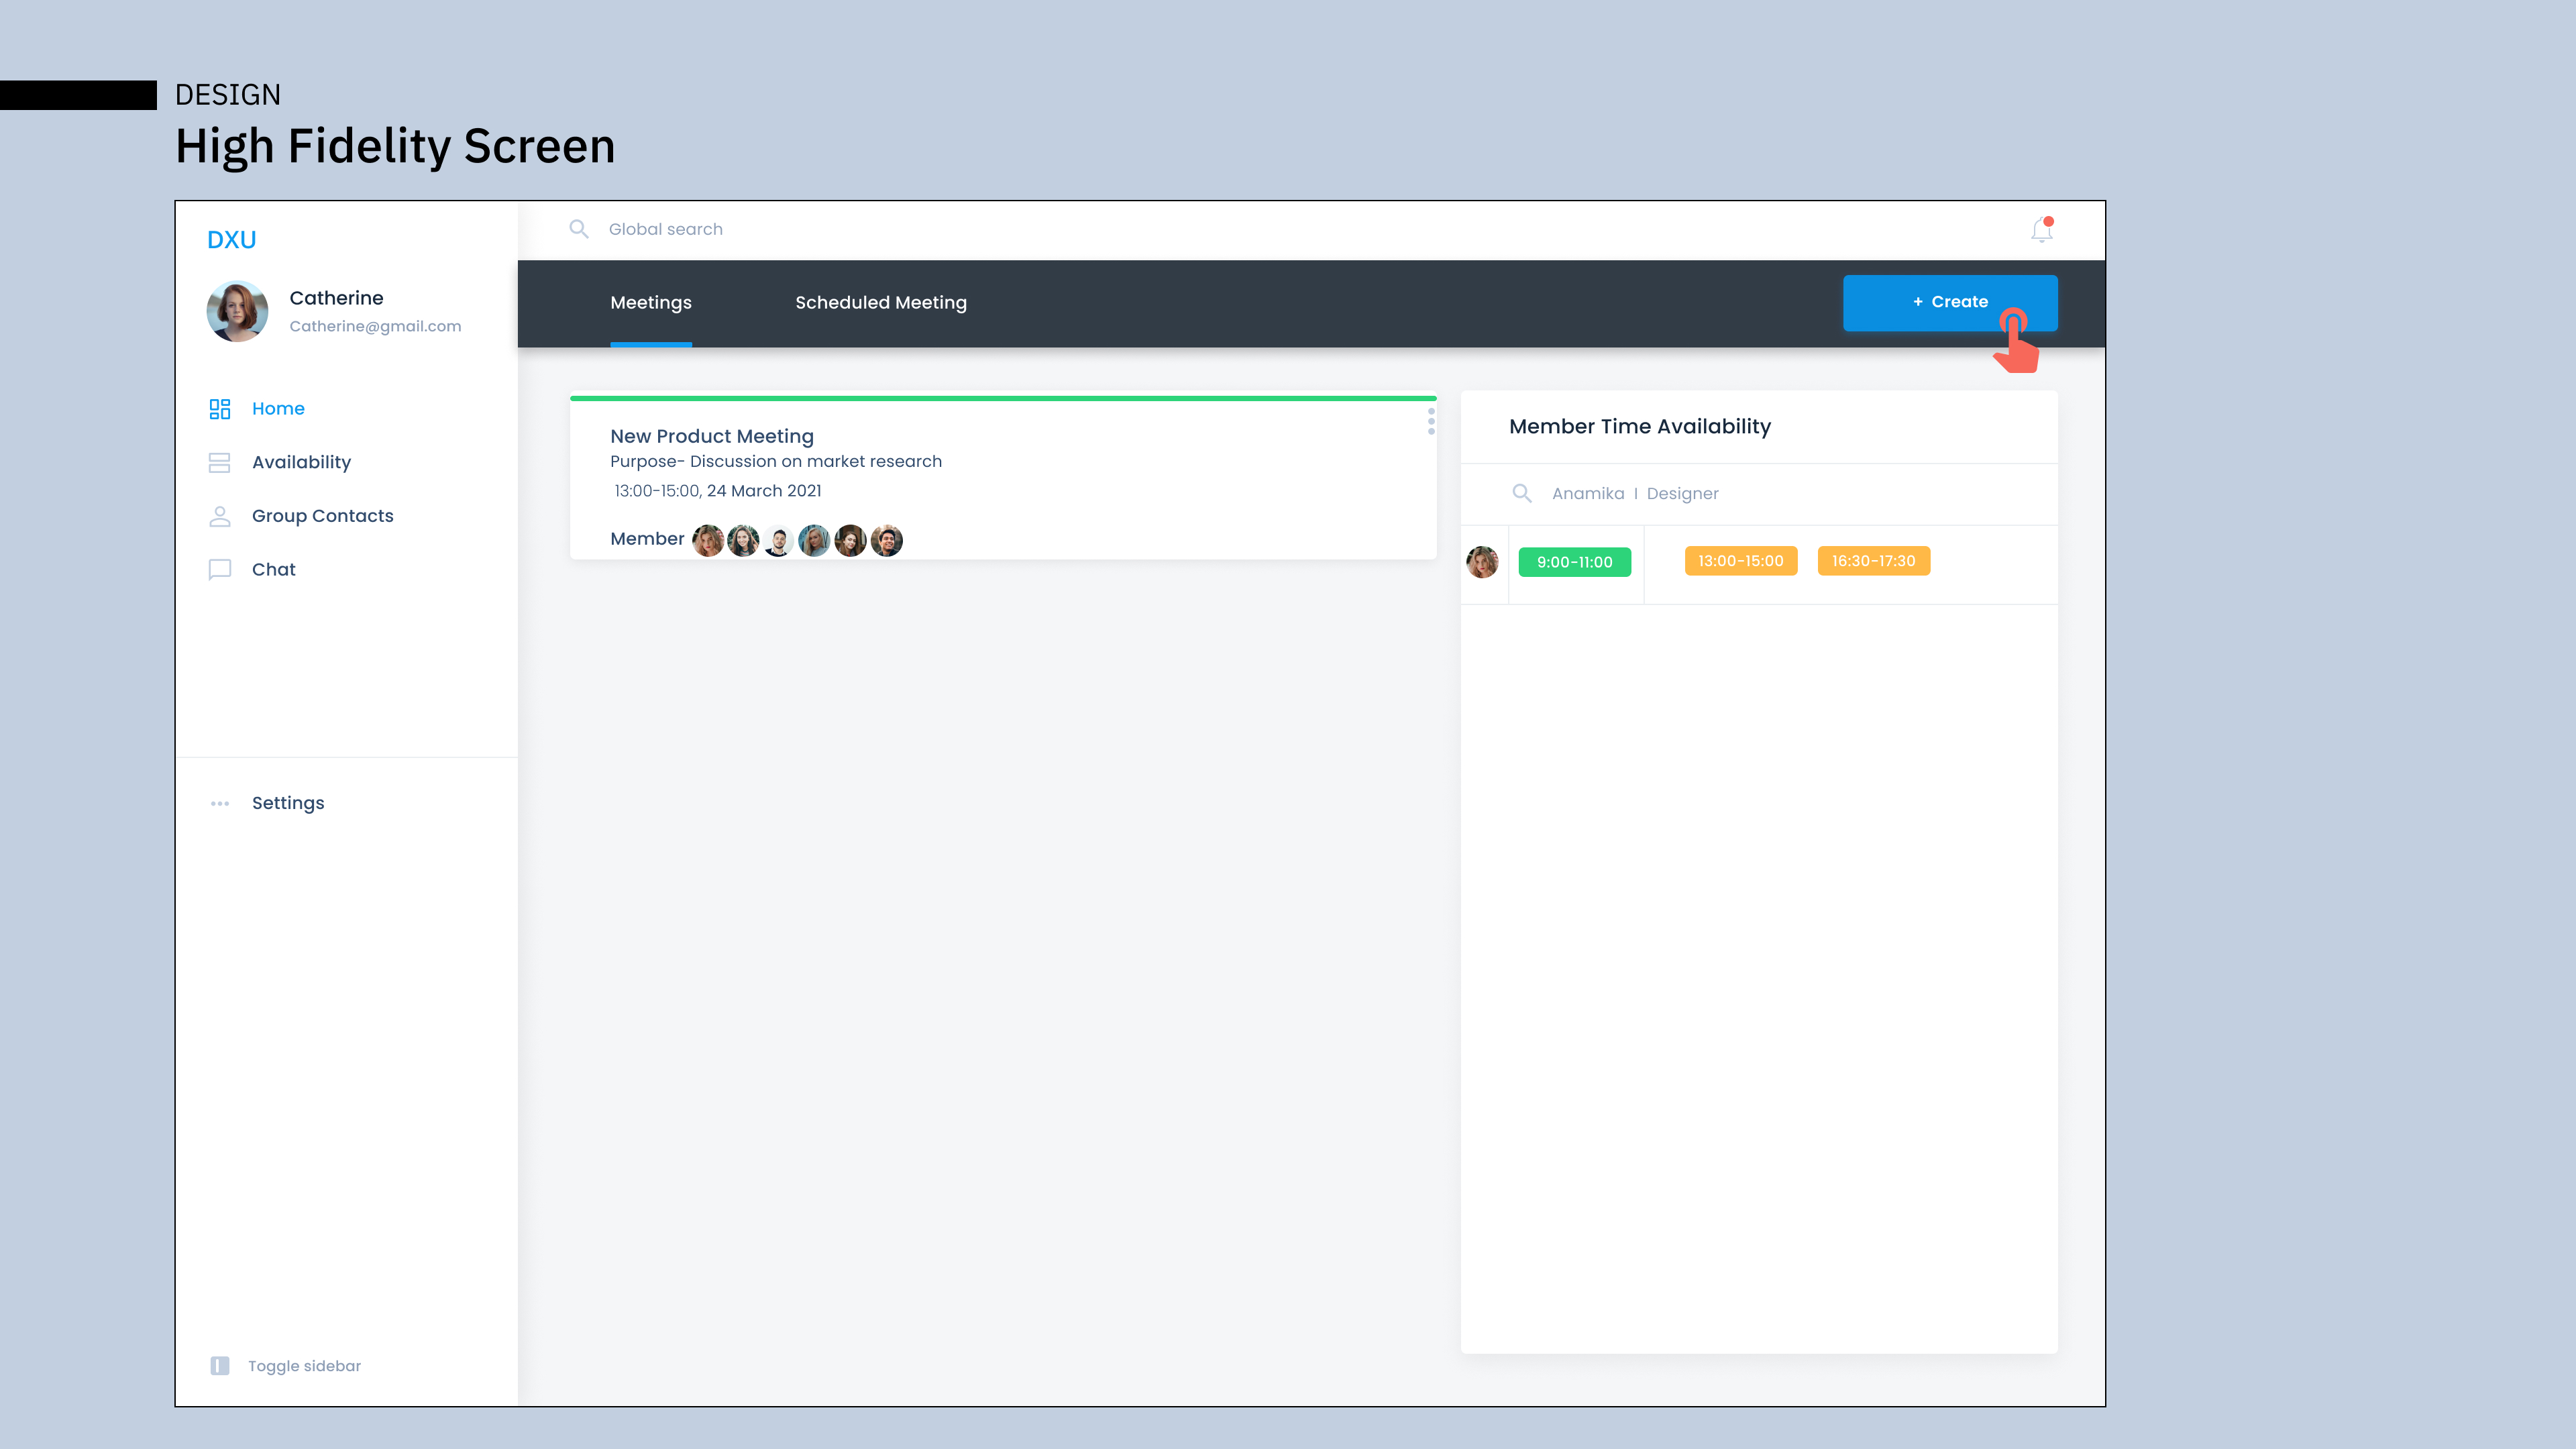 DESIGN
High Fidelity Screen
DXU
Catherine
Catherine@gmail.com
Home
Availability
Group Contacts
Chat
Settings
Toggle sidebar
Global search
Meetings
Scheduled Meeting
+ Create
New Product Meeting
Purpose- Discussion on market research
13:00-15:00, 24 March 2021
Member
Member Time Availability
Anamika I Designer
9:00-11:00
13:00-15:00
16:30-17:30